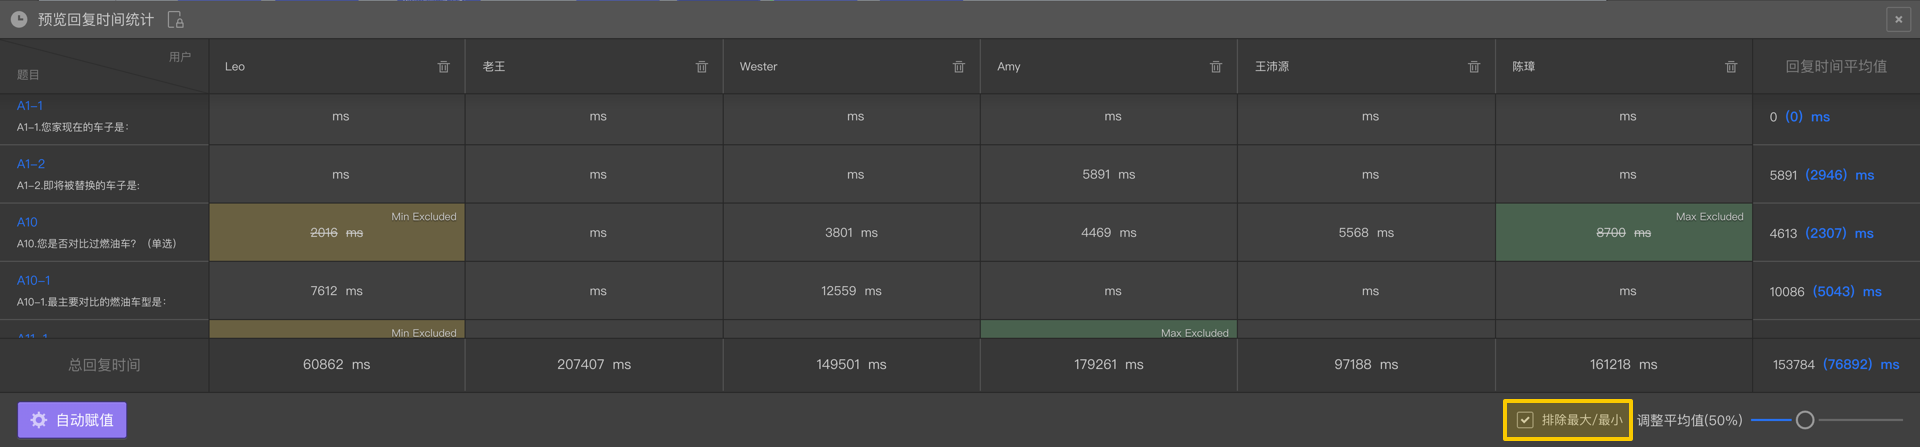 预览回复时间统计
用户
题目
Leo 老王 Wester Amy 王沛源 陈璋 回复时间平均值
A1-1
A1-1.您家现在的车子是:
ms ms ms ms ms ms 0 (0) ms
A1-2
A1-2.即将被替换的车子是:
ms ms ms 5891 ms ms ms 5891 (2946) ms
A10
A10.您是否对比过燃油车? (单选)
Min Excluded Max Excluded
2016 ms ms 3801 ms 4469 ms 5568 ms 8700 ms 4613 (2307) ms
A10-1
A10-1.最主要对比的燃油车型是:
7612 ms ms 12559 ms ms ms ms 10086 (5043) ms
A11-1 Min Excluded Max Excluded
总回复时间 60862 ms 207407 ms 149501 ms 179261 ms 97188 ms 161218 ms 153784 (76892) ms
自动赋值 排除最大/最小 调整平均值(50%)